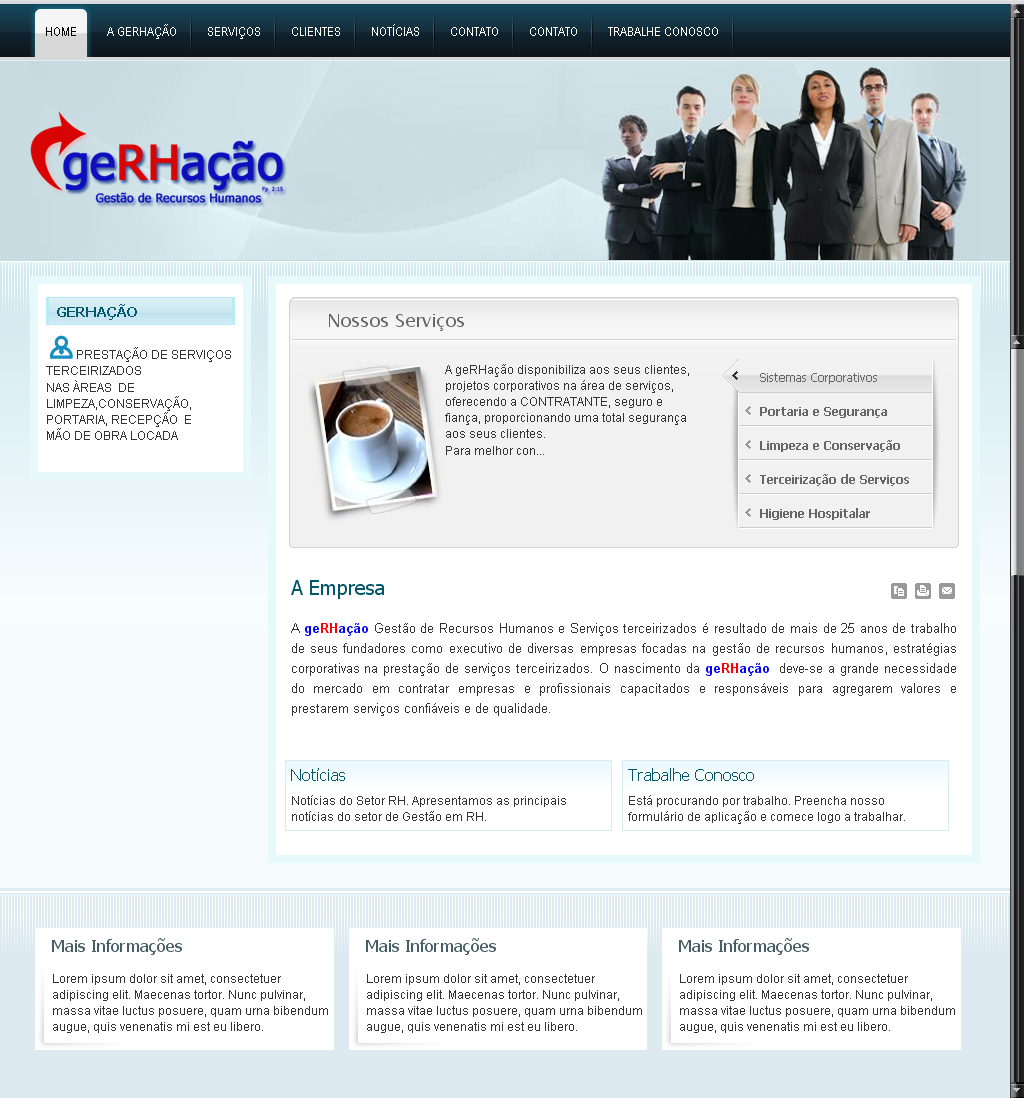 HOME
A GERHAÇÃO
SERVIÇOS
CLIENTES
NOTÍCIAS
CONTATO
CONTATO
TRABALHE CONOSCO
geRHação
Fp 2:15
Gestão de Recursos Humanos
GERHAÇÃO
PRESTAÇÃO DE SERVIÇOS
TERCEIRIZADOS
NAS ÀREAS DE
LIMPEZA,CONSERVAÇÃO,
PORTARIA, RECEPÇÃO E
MÃO DE OBRA LOCADA
Nossos Serviços
A geRHação disponibiliza aos seus clientes,
projetos corporativos na área de serviços,
oferecendo a CONTRATANTE, seguro e
fiança, proporcionando uma total segurança
aos seus clientes.
Para melhor con...
Sistemas Corporativos
Portaria e Segurança
Limpeza e Conservação
Terceirização de Serviços
Higiene Hospitalar
A Empresa
A geRHação Gestão de Recursos Humanos e Serviços terceirizados é resultado de mais de 25 anos de trabalho
de seus fundadores como executivo de diversas empresas focadas na gestão de recursos humanos, estratégias
corporativas na prestação de serviços terceirizados. O nascimento da geRHação deve-se a grande necessidade
do mercado em contratar empresas e profissionais capacitados e responsáveis para agregarem valores e
prestarem serviços confiáveis e de qualidade.
Notícias
Notícias do Setor RH. Apresentamos as principais
notícias do setor de Gestão em RH.
Trabalhe Conosco
Está procurando por trabalho. Preencha nosso
formulário de aplicação e comece logo a trabalhar.
Mais Informações
Lorem ipsum dolor sit amet, consectetuer
adipiscing elit. Maecenas tortor. Nunc pulvinar,
massa vitae luctus posuere, quam urna bibendum
augue, quis venenatis mi est eu libero.
Mais Informações
Lorem ipsum dolor sit amet, consectetuer
adipiscing elit. Maecenas tortor. Nunc pulvinar,
massa vitae luctus posuere, quam urna bibendum
augue, quis venenatis mi est eu libero.
Mais Informações
Lorem ipsum dolor sit amet, consectetuer
adipiscing elit. Maecenas tortor. Nunc pulvinar,
massa vitae luctus posuere, quam urna bibendum
augue, quis venenatis mi est eu libero.